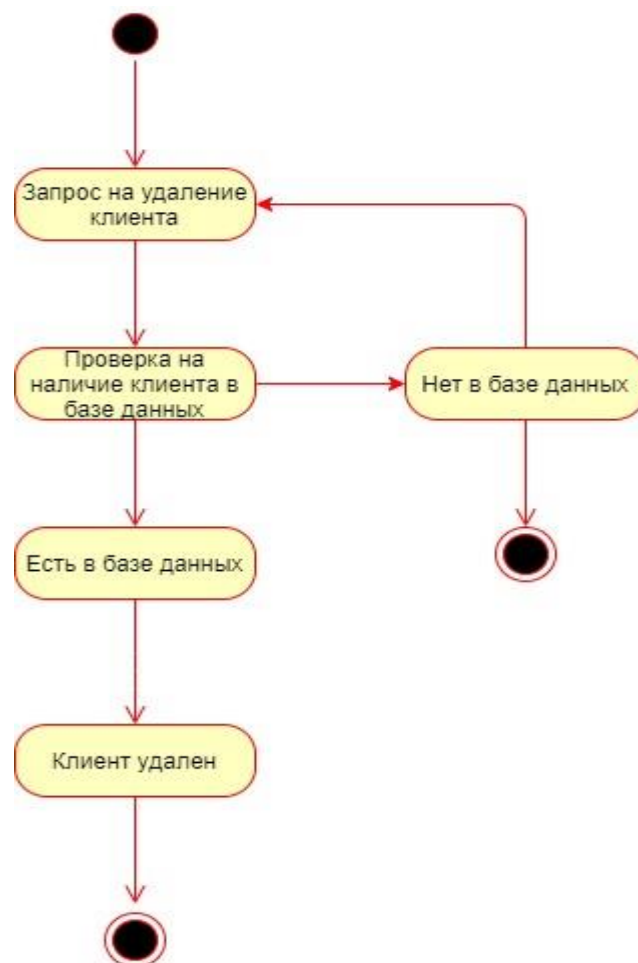 Запрос на удаление
клиента
Проверка на
наличие клиента в
базе данных
Нет в базе данных
Есть в базе данных
Клиент удален